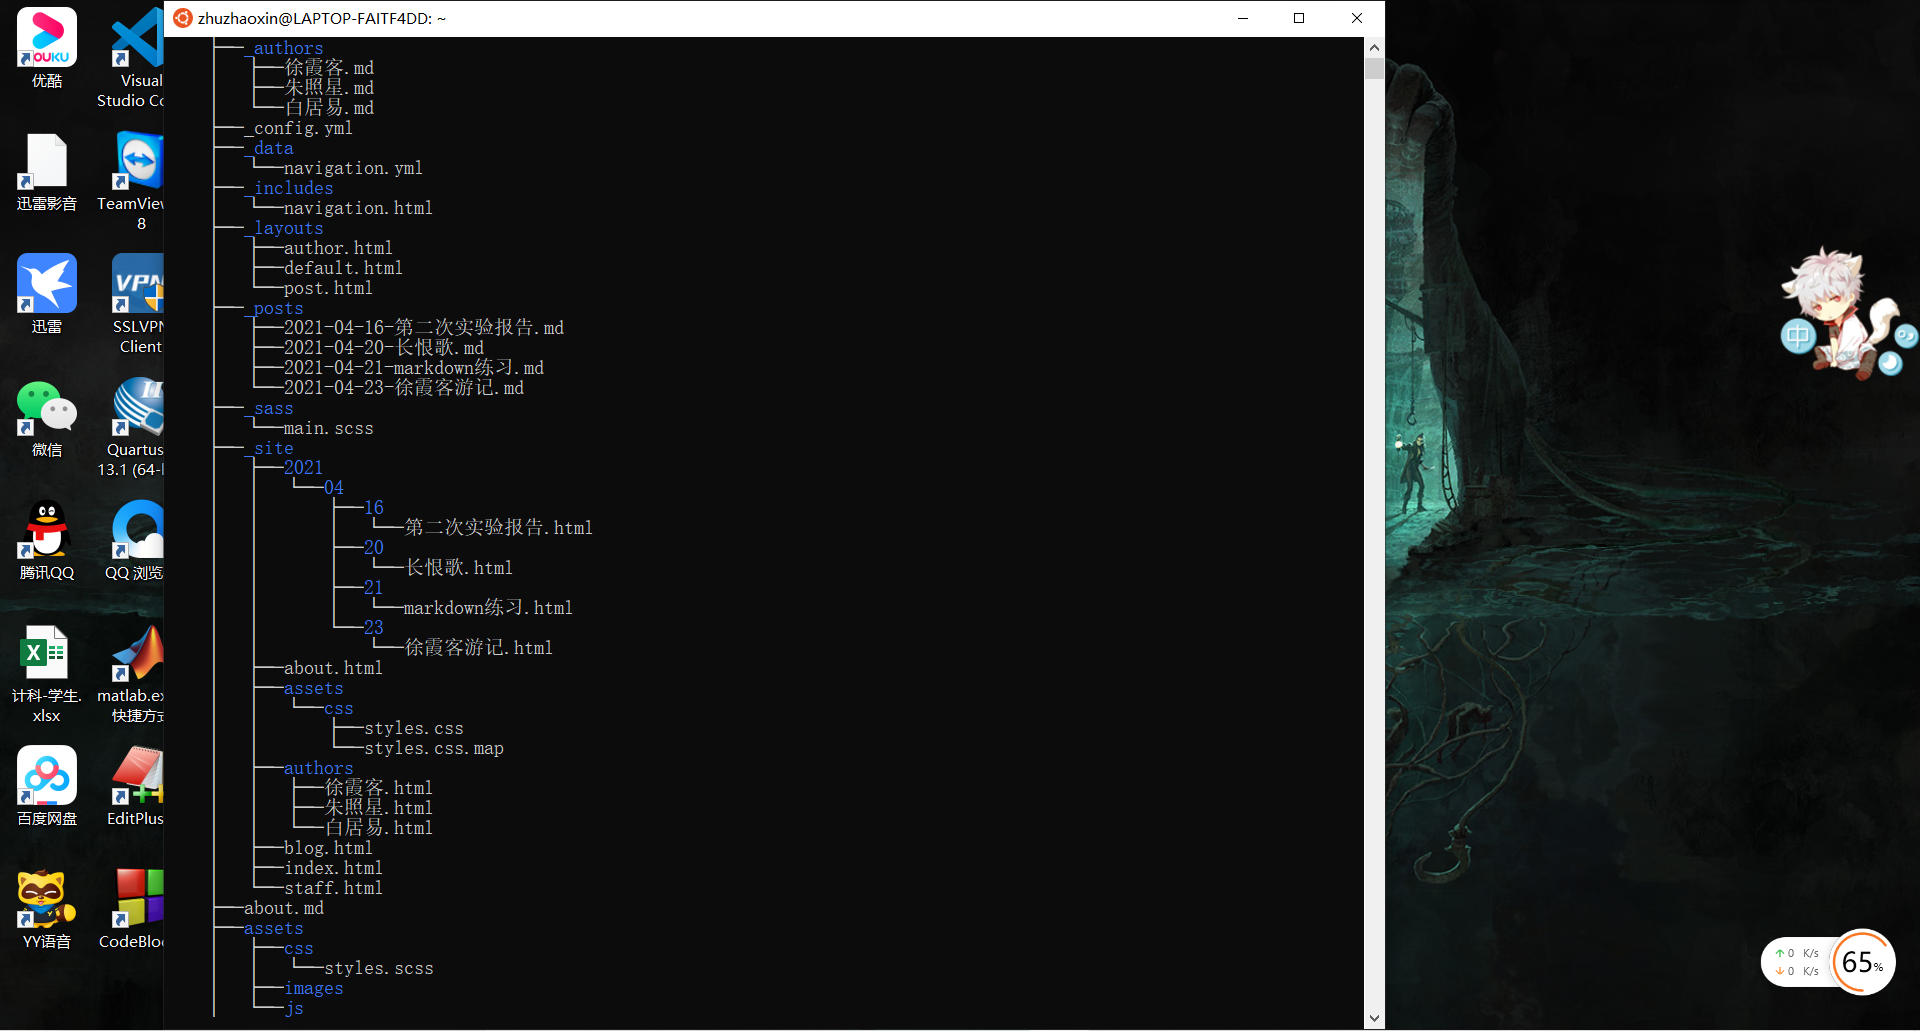 zhuzhaoxin@LAPTOP-FAITF4DD: ~
_authors
徐霞客.md
朱照星.md
白居易.md
_config.yml
_data
navigation.yml
_includes
navigation.html
_layouts
author.html
default.html
post.html
_posts
2021-04-16-第二次实验报告.md
2021-04-20-长恨歌.md
2021-04-21-markdown练习.md
2021-04-23-徐霞客游记.md
_sass
main.scss
_site
2021
04
16
第二次实验报告.html
20
长恨歌.html
21
markdown练习.html
23
徐霞客游记.html
about.html
assets
css
styles.css
styles.css.map
authors
徐霞客.html
朱照星.html
白居易.html
blog.html
index.html
staff.html
about.md
assets
css
styles.scss
images
js
OUKU
优酷
Visual
Studio Co
迅雷影音
TeamView
8
迅雷
VPN
SSLVPN
Client
微信
Quartus
13.1 (64-
腾讯QQ
QQ 浏览
X
计科-学生.
xlsx
matlab.ex
快捷方式
百度网盘
EditPlus
YY语音
CodeBloc
中
↑ 0 K/s
↓ 0 K/s
65%